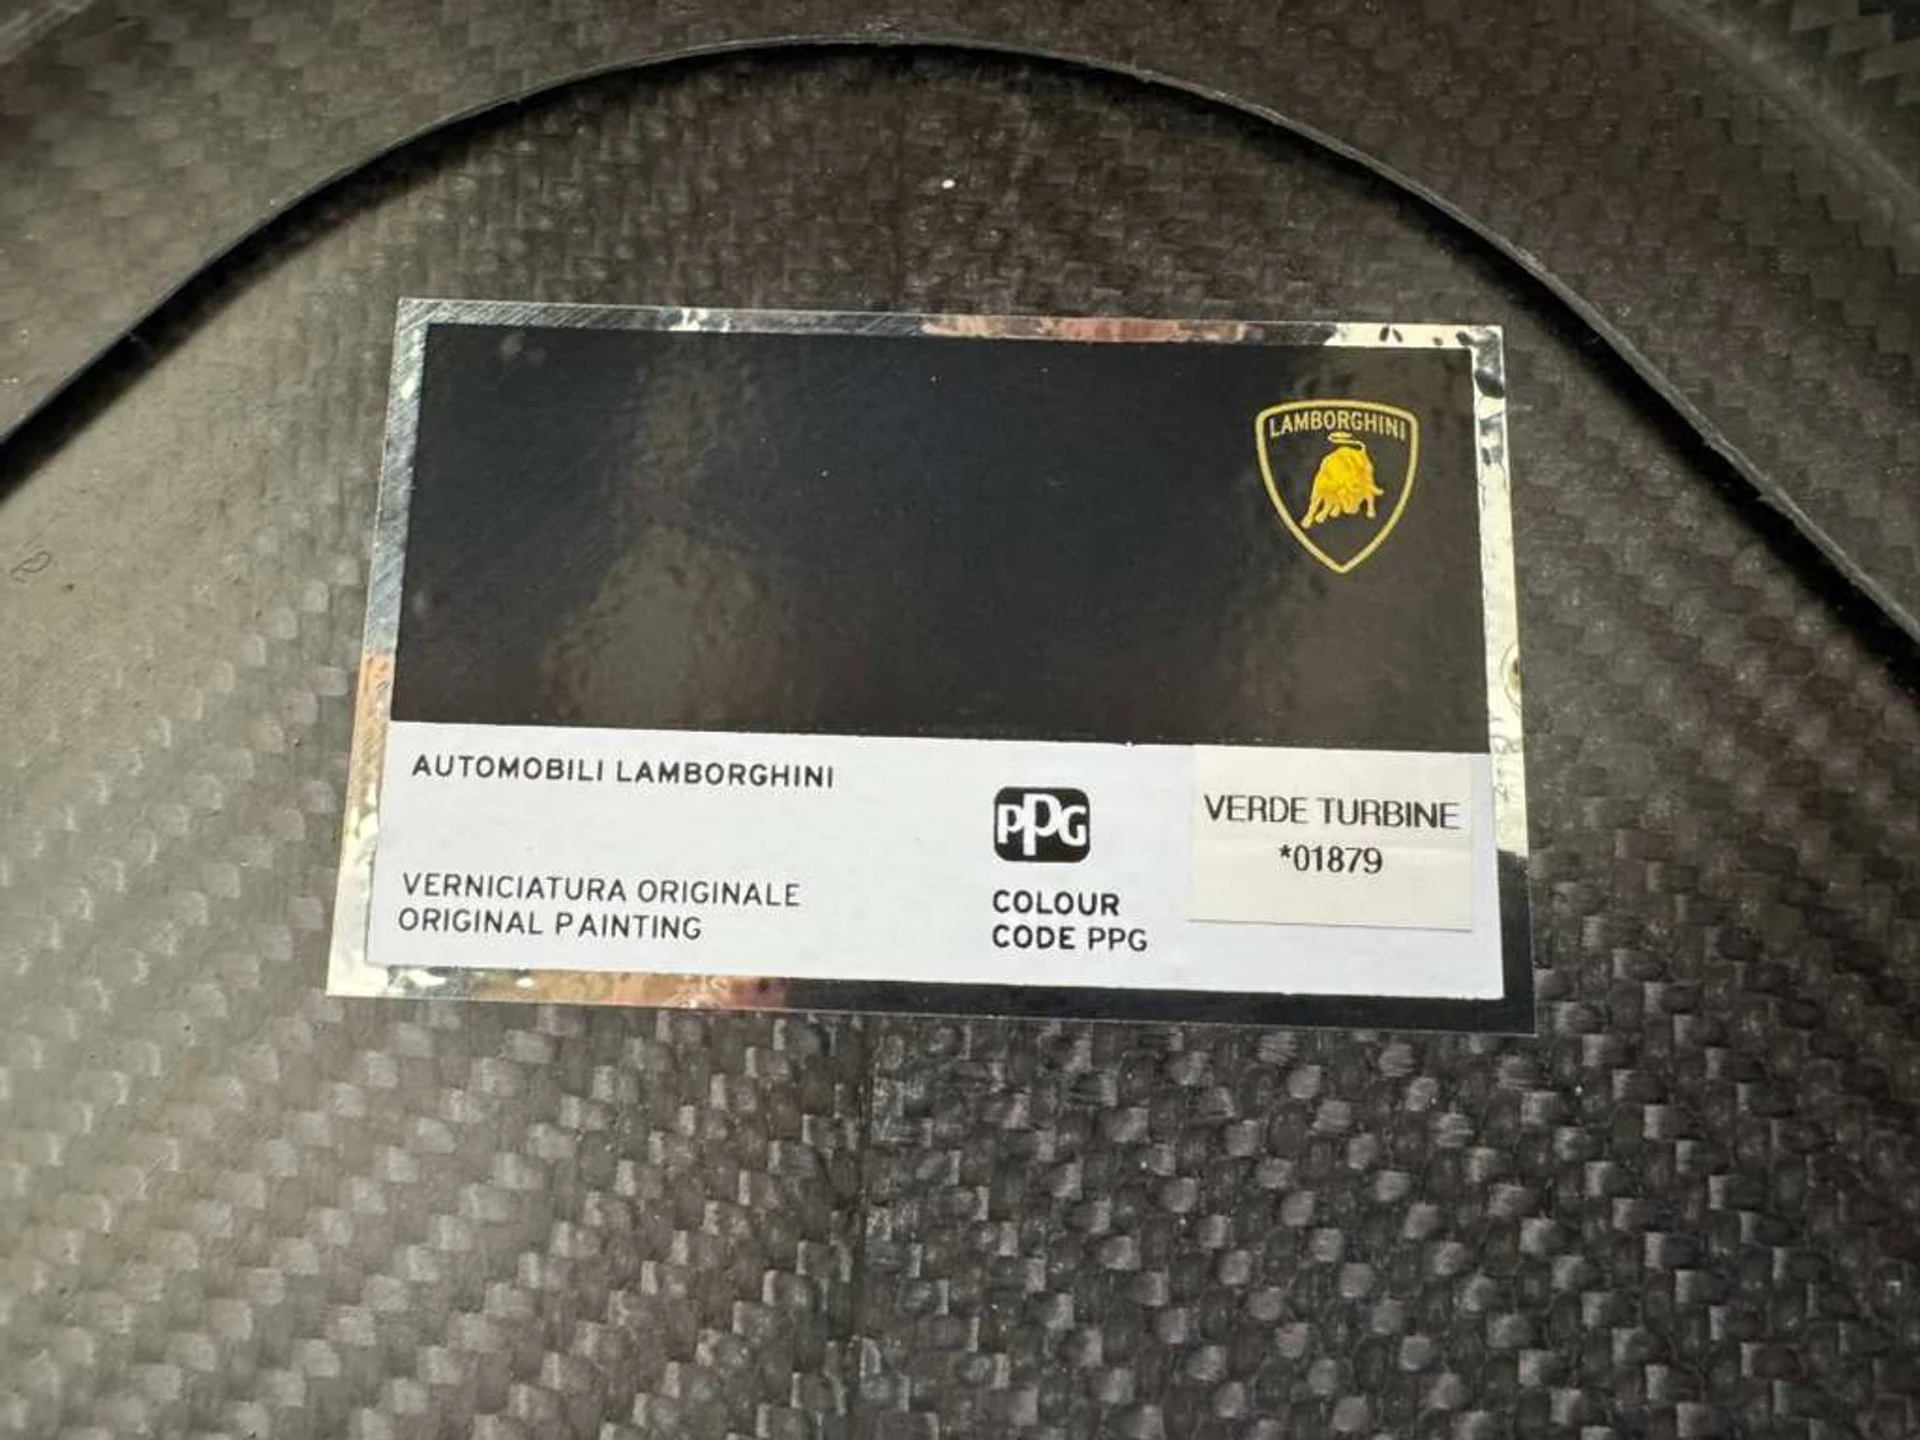 LAMBORGHINI
AUTOMOBILI LAMBORGHINI
VERNICIATURA ORIGINALE
ORIGINAL PAINTING
PPG
COLOUR
CODE PPG
VERDE TURBINE
*01879